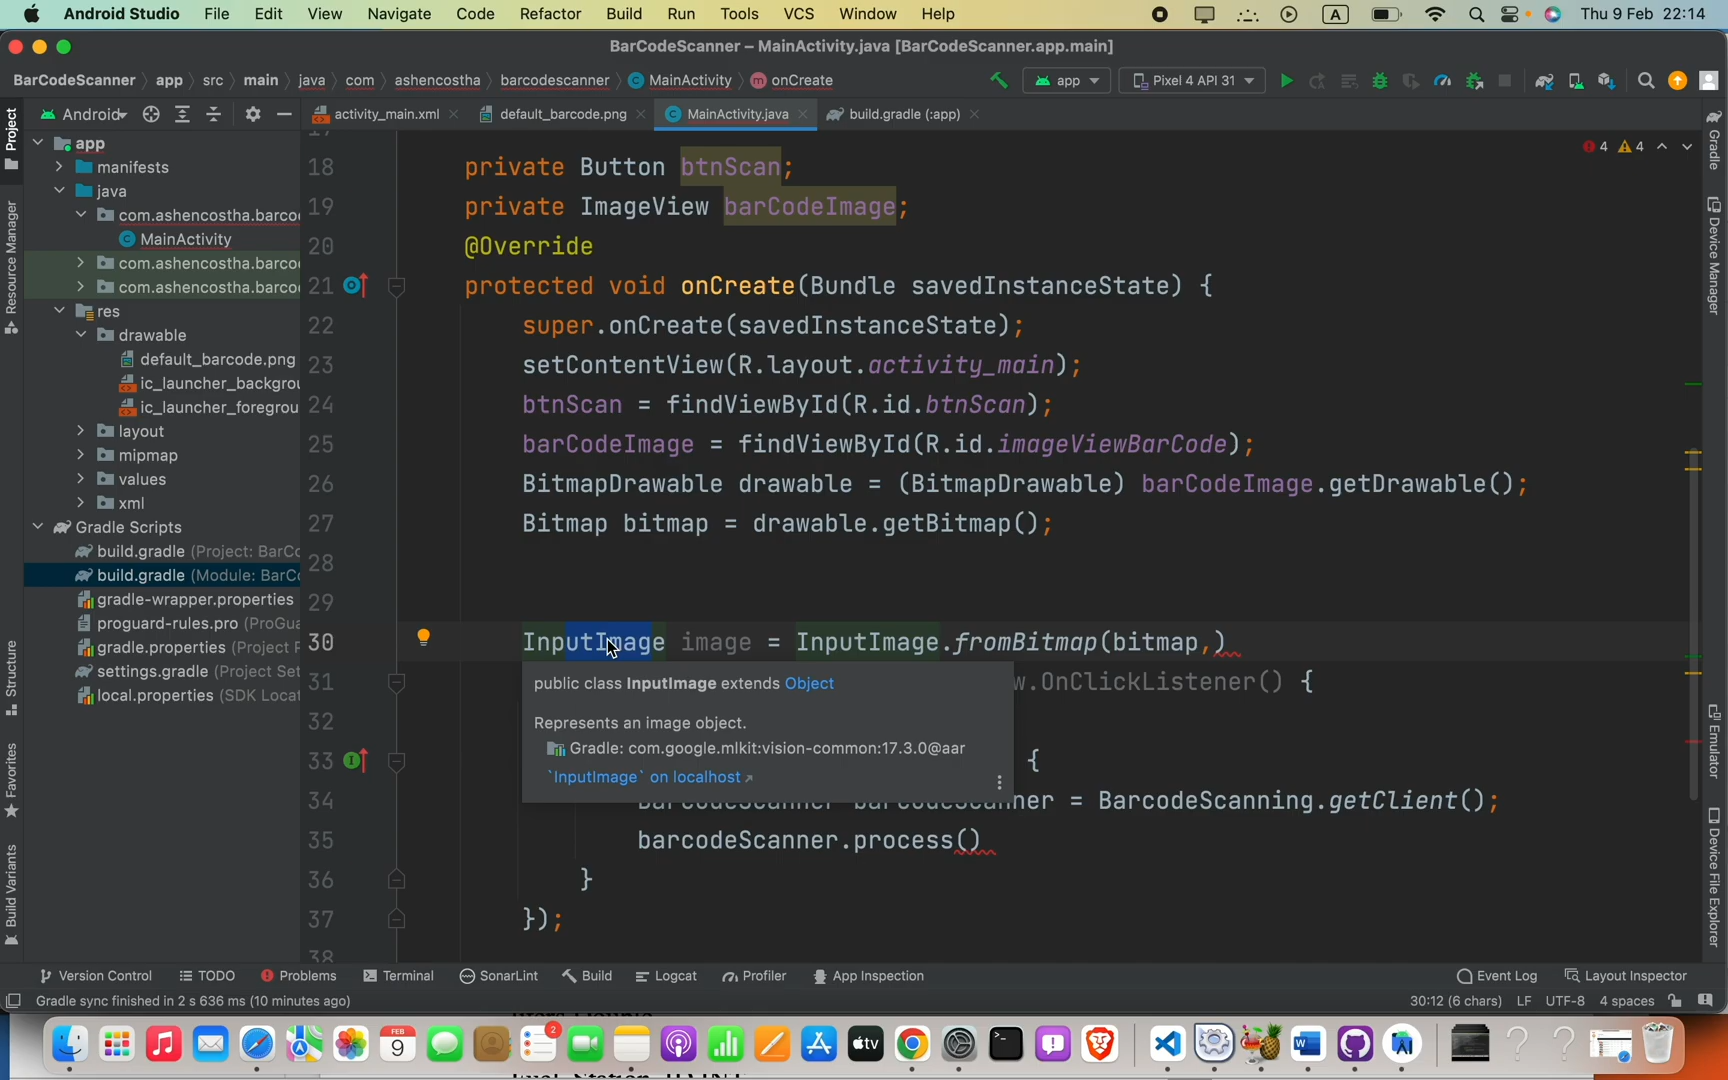 Android Studio File Edit View Navigate Code Refactor Build Run Tools VCS Window Help A Thu 9 Feb 22:14
BarCodeScanner – MainActivity.java [BarCodeScanner.app.main]
BarCodeScanner app src main java com ashencostha barcodescanner MainActivity onCreate app Pixel 4 API 31
Android activity_main.xml default_barcode.png MainActivity.java build.gradle (:app)
4 4
Project
Resource Manager
Structure
Favorites
Build Variants
app
manifests
java
com.ashencostha.barco
MainActivity
com.ashencostha.barco
com.ashencostha.barco
res
drawable
default_barcode.png
ic_launcher_backgrou
ic_launcher_foregrou
layout
mipmap
values
xml
Gradle Scripts
build.gradle (Project: BarCo
build.gradle (Module: BarCo
gradle-wrapper.properties
proguard-rules.pro (ProGua
gradle.properties (Project P
settings.gradle (Project Set
local.properties (SDK Locat
18 private Button btnScan;
19 private ImageView barCodeImage;
20 @Override
21 protected void onCreate(Bundle savedInstanceState) {
22 super.onCreate(savedInstanceState);
23 setContentView(R.layout.activity_main);
24 btnScan = findViewById(R.id.btnScan);
25 barCodeImage = findViewById(R.id.imageViewBarCode);
26 BitmapDrawable drawable = (BitmapDrawable) barCodeImage.getDrawable();
27 Bitmap bitmap = drawable.getBitmap();
28
29
30 InputImage image = InputImage.fromBitmap(bitmap,)
31 w.OnClickListener() {
32
33 {
34 BarcodeScanner barcodeScanner = BarcodeScanning.getClient();
35 barcodeScanner.process()
36 }
37 });
38
public class InputImage extends Object
Represents an image object.
Gradle: com.google.mlkit:vision-common:17.3.0@aar
`InputImage` on localhost
Gradle
Device Manager
Emulator
Device File Explorer
Version Control TODO Problems Terminal SonarLint Build Logcat Profiler App Inspection Event Log Layout Inspector
Gradle sync finished in 2 s 636 ms (10 minutes ago) 30:12 (6 chars) LF UTF-8 4 spaces
FEB
9
2
tv